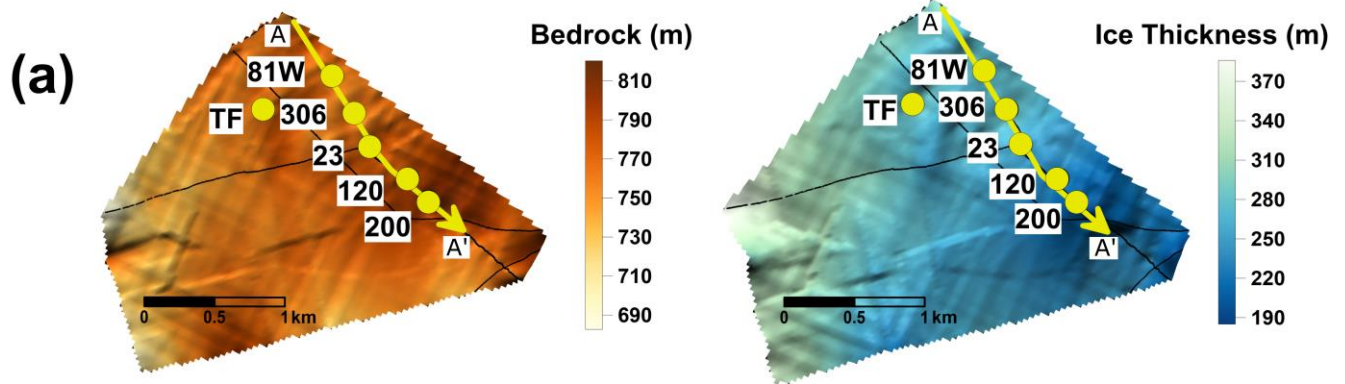 (a)
Bedrock (m)
A
81W
TF
306
23
120
200
A'
810
790
770
750
730
710
690
0 0.5 1 km
Ice Thickness (m)
A
81W
TF
306
23
120
200
A'
370
340
310
280
250
220
190
0 0.5 1 km